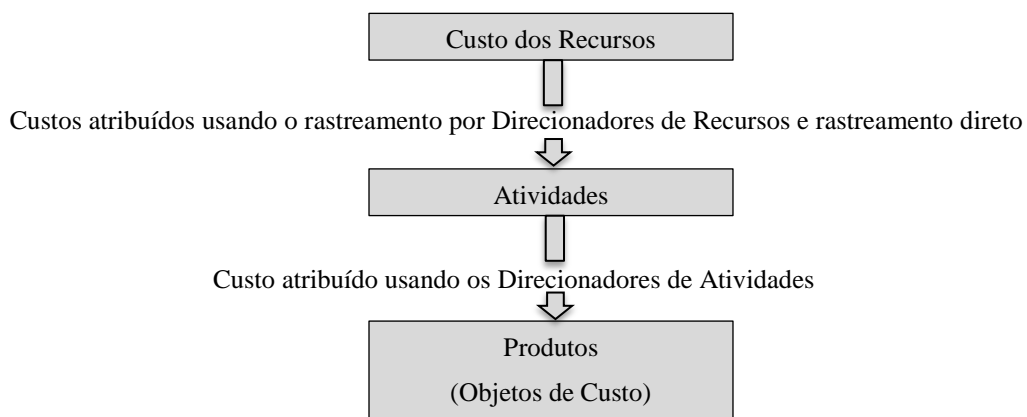 Custo dos Recursos
Custos atribuídos usando o rastreamento por Direcionadores de Recursos e rastreamento direto
Atividades
Custo atribuído usando os Direcionadores de Atividades
Produtos
(Objetos de Custo)